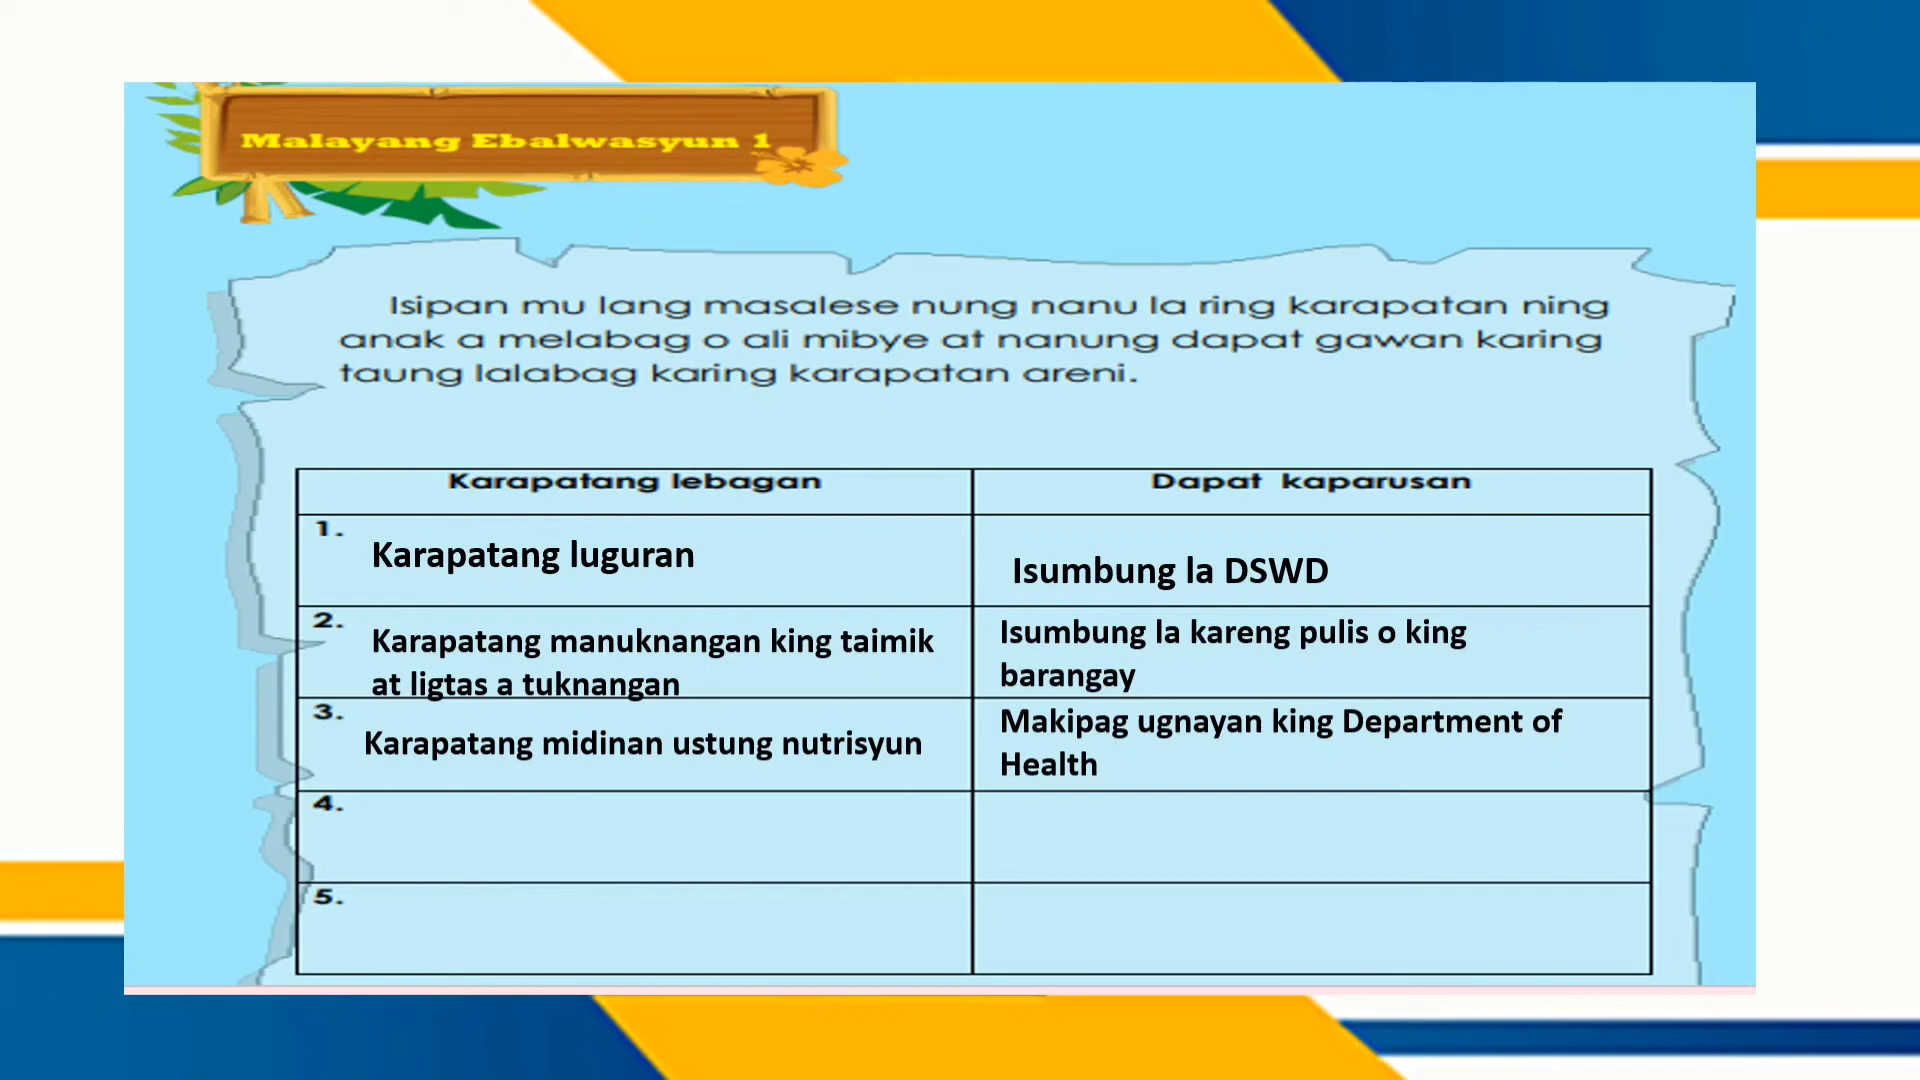 Malayang Ebalwasyun 1
Isipan mu lang masalese nung nanu la ring karapatan ning
anak a melabag o ali mibye at nanung dapat gawan karing
taung lalabag karing karapatan areni.
Karapatang lebagan
Dapat kaparusan
1.
Karapatang luguran
Isumbung la DSWD
2.
Karapatang manuknangan king taimik
at ligtas a tuknangan
Isumbung la kareng pulis o king
barangay
3.
Karapatang midinan ustung nutrisyun
Makipag ugnayan king Department of
Health
4.
5.